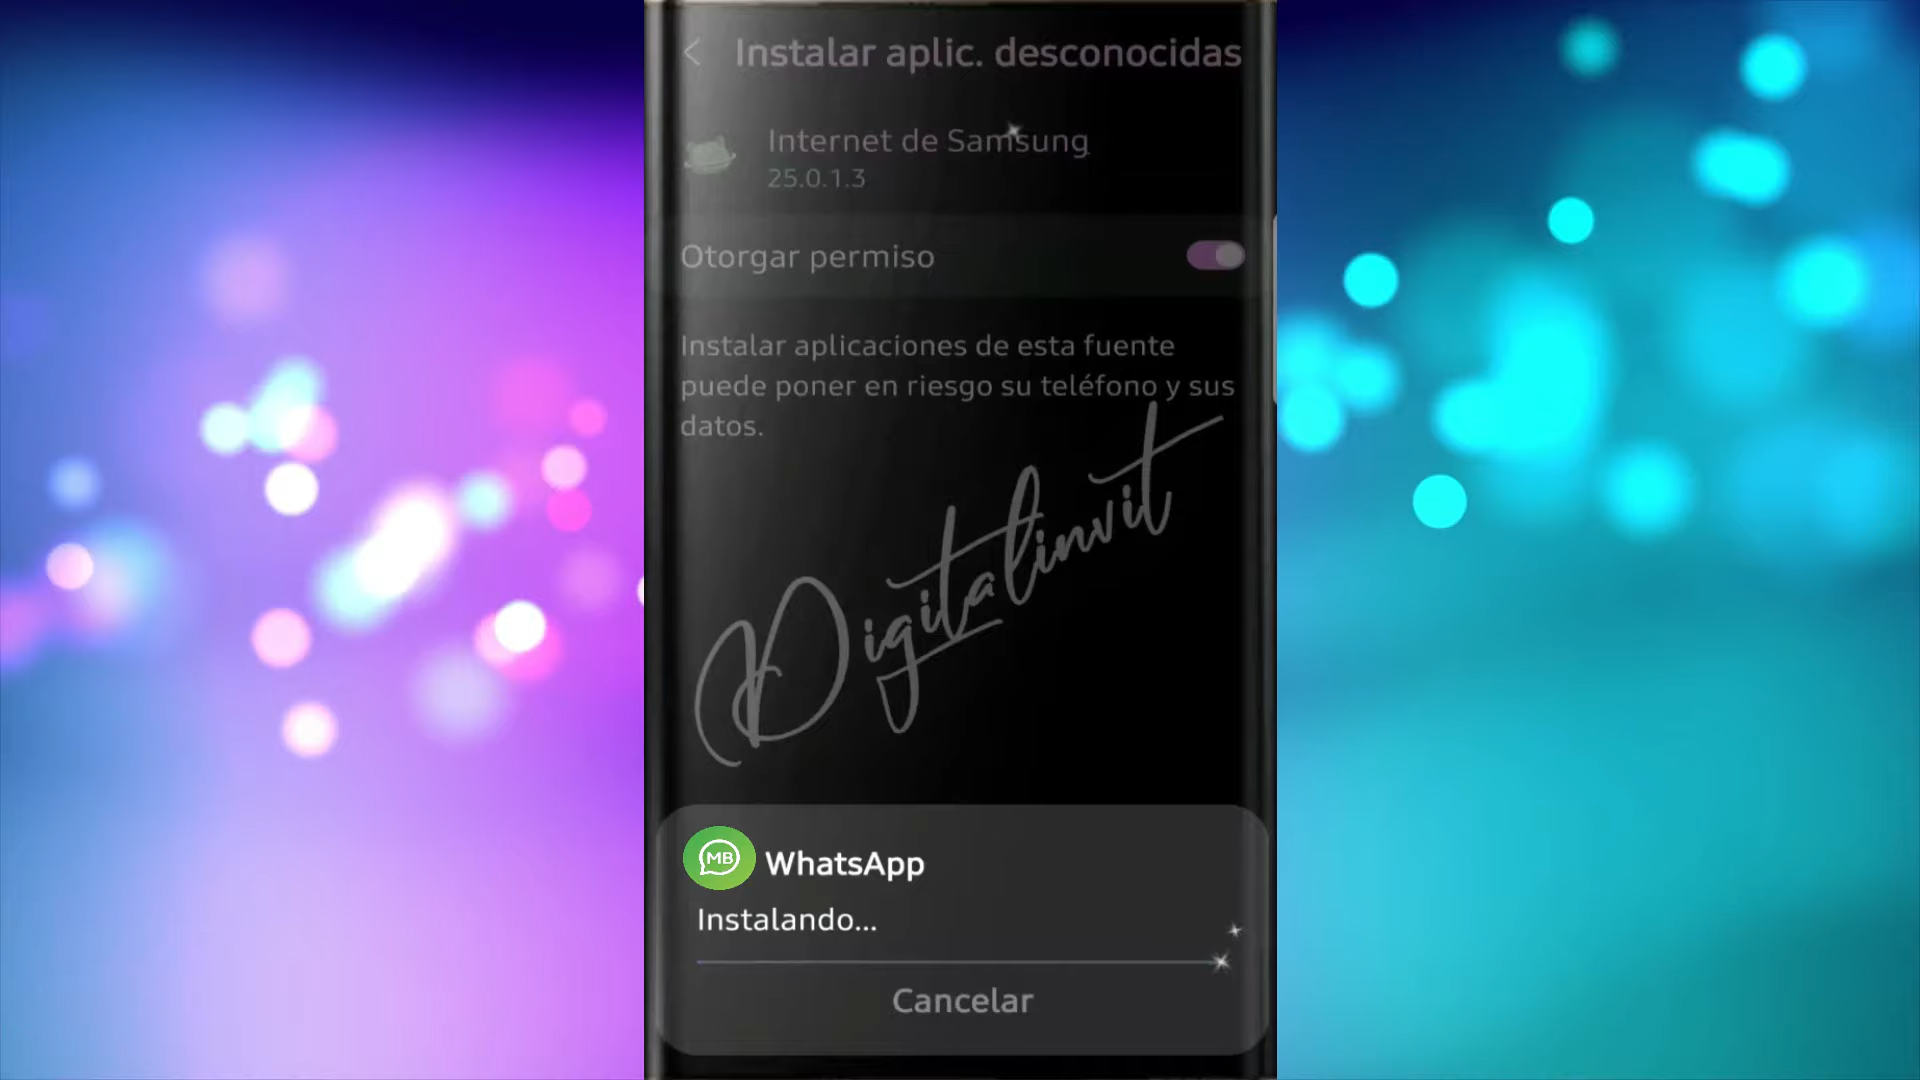 Instalar aplic. desconocidas
Internet de Samsung
25.0.1.3
Otorgar permiso
Instalar aplicaciones de esta fuente
puede poner en riesgo su teléfono y sus
datos.
Digitalinvit
MB
WhatsApp
Instalando...
Cancelar